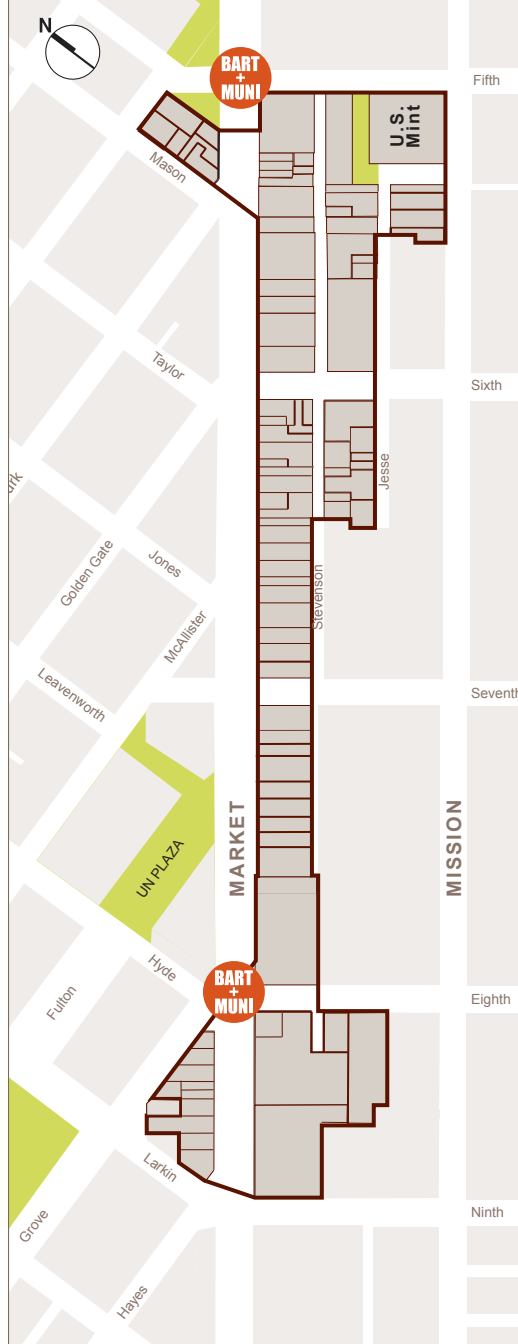 N
BART
+
MUNI
Fifth
U.S.
Mint
Mason
Taylor
Sixth
Jesse
Golden Gate
Jones
Stevenson
McAllister
Leavenworth
Seventh
MARKET
MISSION
UN PLAZA
Hyde
BART
+
MUNI
Fulton
Eighth
Larkin
Grove
Ninth
Hayes